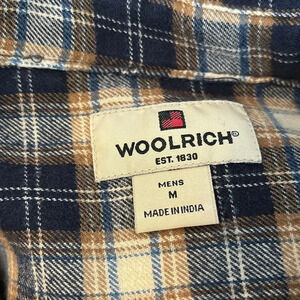 WOOLRICH®
EST. 1830
MENS
M
MADE IN INDIA